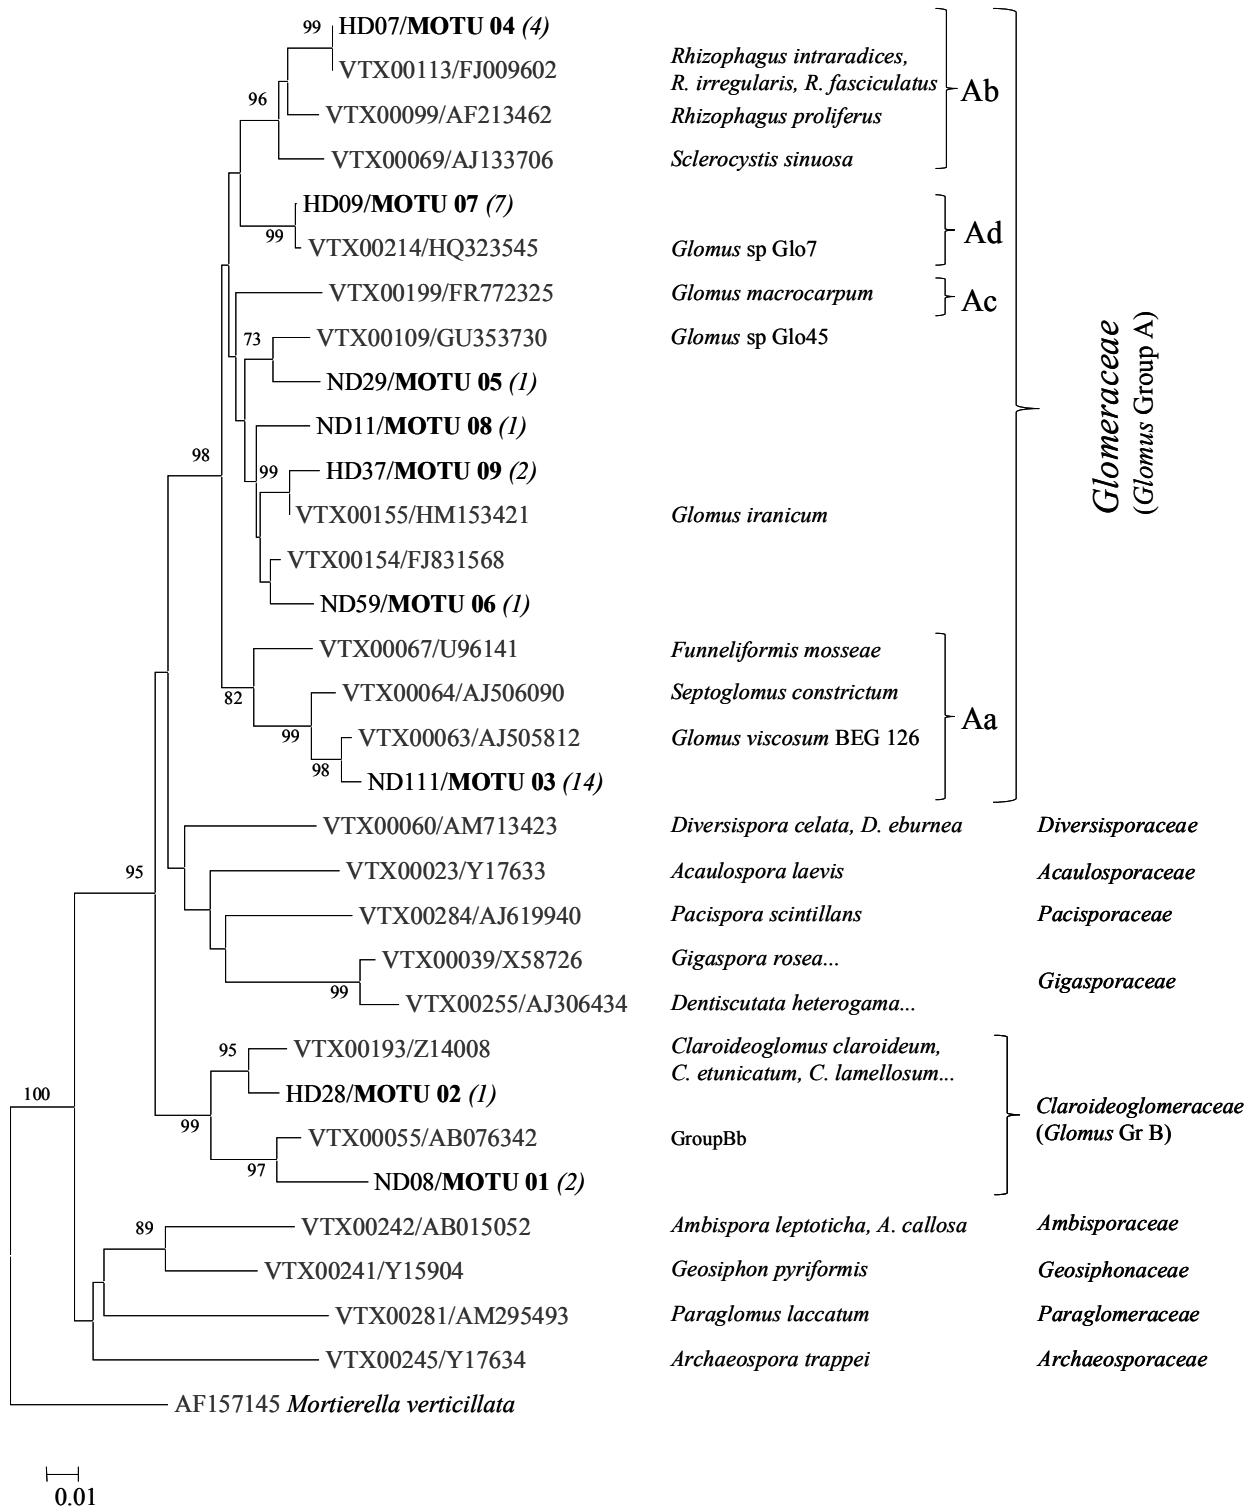 99
HD07/MOTU 04 (4)
VTX00113/FJ009602
Rhizophagus intraradices,
R. irregularis, R. fasciculatus
Ab
96
VTX00099/AF213462
Rhizophagus proliferus
VTX00069/AJ133706
Sclerocystis sinuosa
HD09/MOTU 07 (7)
99
VTX00214/HQ323545
Glomus sp Glo7
Ad
VTX00199/FR772325
Glomus macrocarpum
Ac
73
VTX00109/GU353730
Glomus sp Glo45
ND29/MOTU 05 (1)
Glomeraceae
(Glomus Group A)
ND11/MOTU 08 (1)
98
99
HD37/MOTU 09 (2)
VTX00155/HM153421
Glomus iranicum
VTX00154/FJ831568
ND59/MOTU 06 (1)
VTX00067/U96141
Funneliformis mosseae
82
VTX00064/AJ506090
Septoglomus constrictum
Aa
99
VTX00063/AJ505812
Glomus viscosum BEG 126
98
ND111/MOTU 03 (14)
VTX00060/AM713423
Diversispora celata, D. eburnea
Diversisporaceae
95
VTX00023/Y17633
Acaulospora laevis
Acaulosporaceae
VTX00284/AJ619940
Pacispora scintillans
Pacisporaceae
VTX00039/X58726
Gigaspora rosea...
Gigasporaceae
99
VTX00255/AJ306434
Dentiscutata heterogama...
95
VTX00193/Z14008
Claroideoglomus claroideum,
C. etunicatum, C. lamellosum...
100
HD28/MOTU 02 (1)
Claroideoglomeraceae
(Glomus Gr B)
99
VTX00055/AB076342
GroupBb
97
ND08/MOTU 01 (2)
89
VTX00242/AB015052
Ambispora leptoticha, A. callosa
Ambisporaceae
VTX00241/Y15904
Geosiphon pyriformis
Geosiphonaceae
VTX00281/AM295493
Paraglomus laccatum
Paraglomeraceae
VTX00245/Y17634
Archaeospora trappei
Archaeosporaceae
AF157145 Mortierella verticillata
0.01